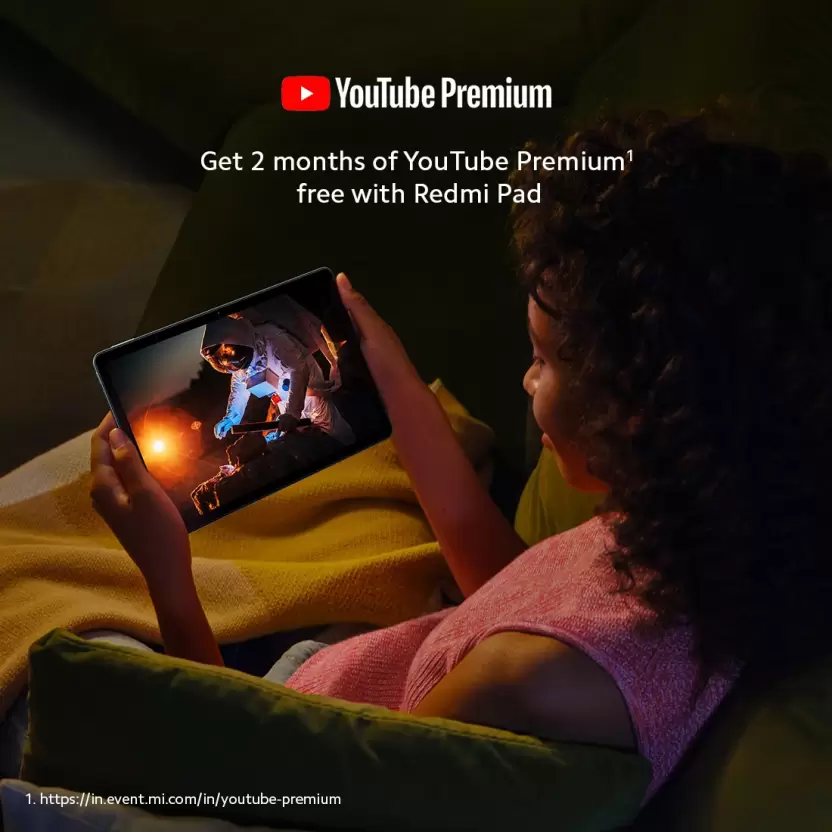 YouTube Premium
Get 2 months of YouTube Premium¹
free with Redmi Pad
1. https://in.event.mi.com/in/youtube-premium